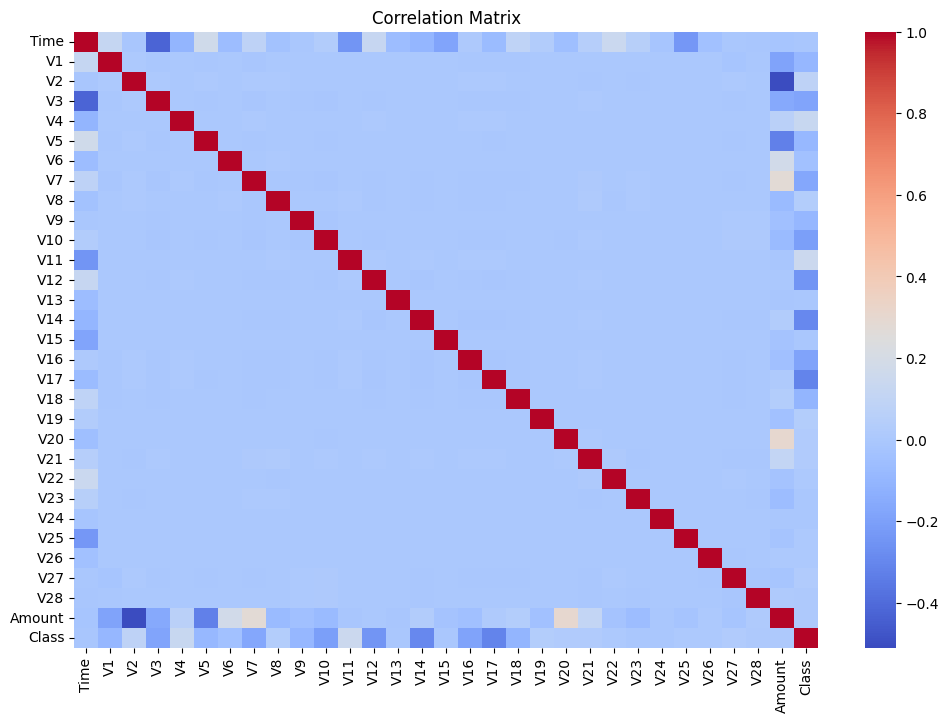 Correlation Matrix
Time
V1
V2
V3
V4
V5
V6
V7
V8
V9
V10
V11
V12
V13
V14
V15
V16
V17
V18
V19
V20
V21
V22
V23
V24
V25
V26
V27
V28
Amount
Class
Time V1 V2 V3 V4 V5 V6 V7 V8 V9 V10 V11 V12 V13 V14 V15 V16 V17 V18 V19 V20 V21 V22 V23 V24 V25 V26 V27 V28 Amount Class
1.0
0.8
0.6
0.4
0.2
0.0
−0.2
−0.4